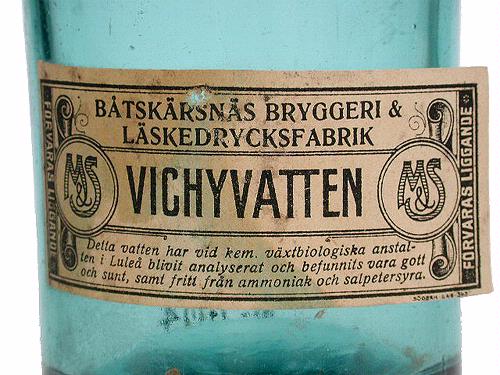 BÅTSKÄRSNÄS BRYGGERI &
LÄSKEDRYCKSFABRIK
VICHYVATTEN
M&S
M&S
FÖRVARAS LIGGANDE
FÖRVARAS LIGGANDE
Detta vatten har vid kem. växtbiologiska anstal-
ten i Luleå blivit analyserat och befunnits vara gott
och sunt, samt fritt från ammoniak och salpetersyra.